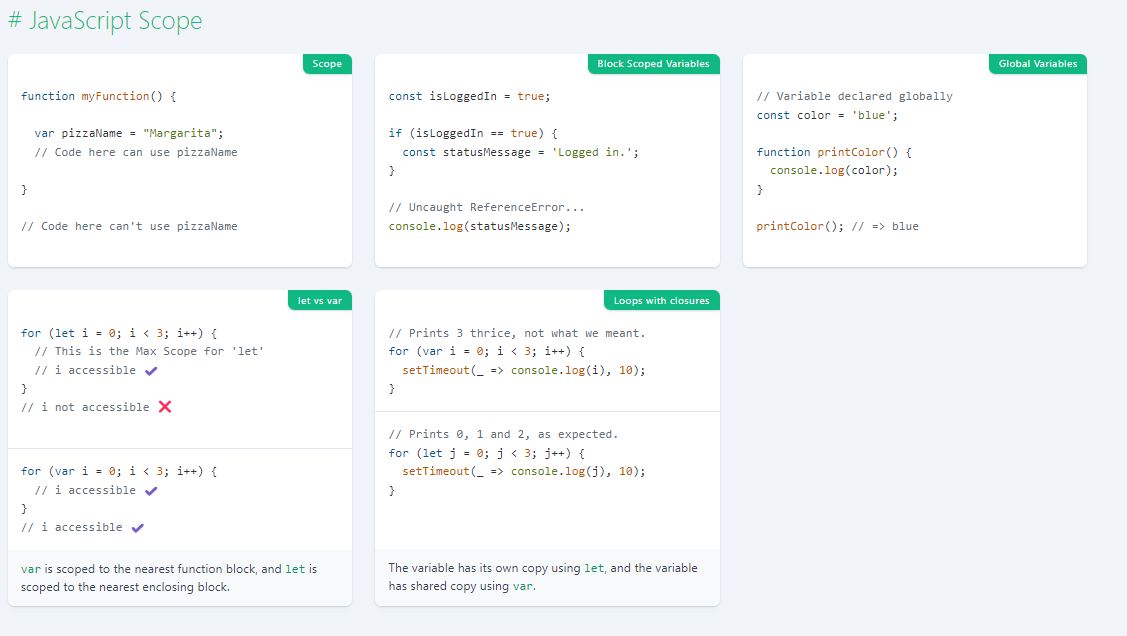 # JavaScript Scope
Scope
function myFunction() {
  var pizzaName = "Margarita";
  // Code here can use pizzaName
}
// Code here can't use pizzaName
Block Scoped Variables
const isLoggedIn = true;
if (isLoggedIn == true) {
  const statusMessage = 'Logged in.';
}
// Uncaught ReferenceError...
console.log(statusMessage);
Global Variables
// Variable declared globally
const color = 'blue';
function printColor() {
  console.log(color);
}
printColor(); // => blue
let vs var
for (let i = 0; i < 3; i++) {
  // This is the Max Scope for 'let'
  // i accessible ✔
}
// i not accessible ❌
for (var i = 0; i < 3; i++) {
  // i accessible ✔
}
// i accessible ✔
var is scoped to the nearest function block, and let is
scoped to the nearest enclosing block.
Loops with closures
// Prints 3 thrice, not what we meant.
for (var i = 0; i < 3; i++) {
  setTimeout(_ => console.log(i), 10);
}
// Prints 0, 1 and 2, as expected.
for (let j = 0; j < 3; j++) {
  setTimeout(_ => console.log(j), 10);
}
The variable has its own copy using let, and the variable
has shared copy using var.